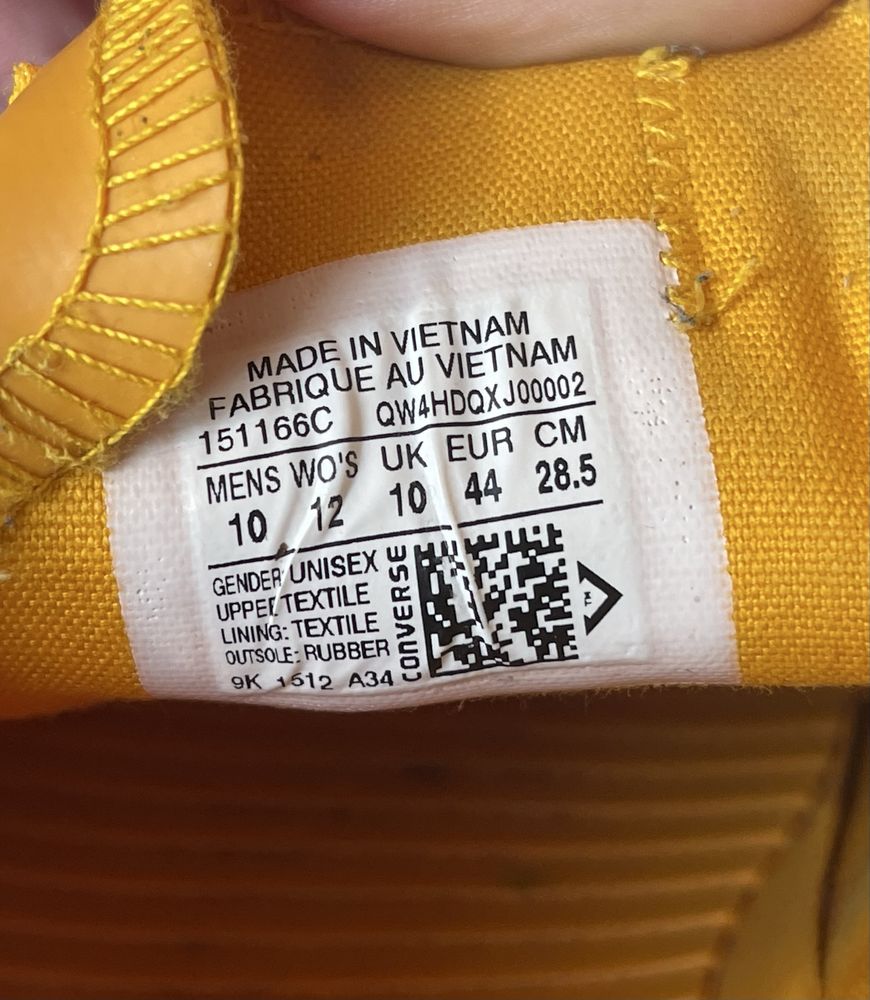 MADE IN VIETNAM
FABRIQUE AU VIETNAM
151166C QW4HDQXJ00002
MENS WO'S UK EUR CM
10 12 10 44 28.5
GENDER: UNISEX
UPPER TEXTILE
LINING: TEXTILE
OUTSOLE: RUBBER
9K 1512 A34
CONVERSE